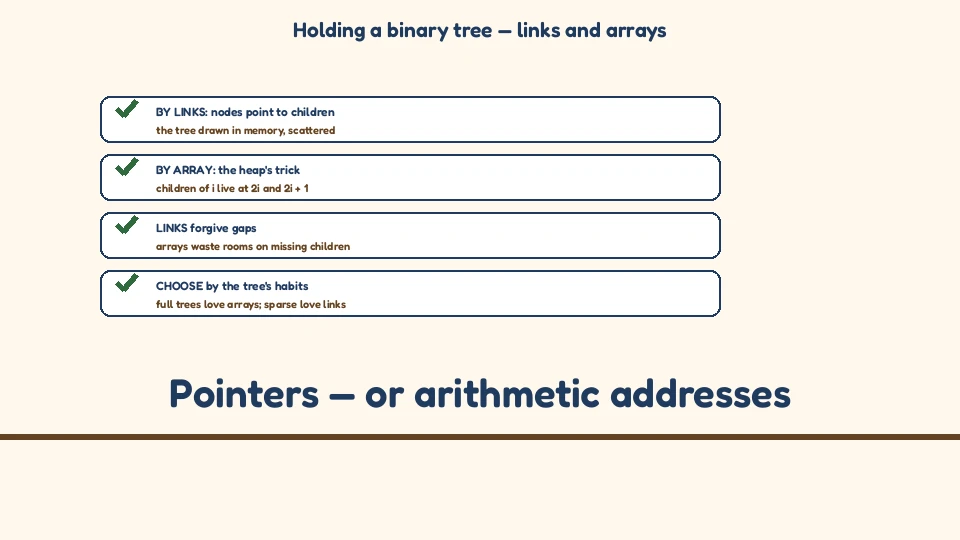 Holding a binary tree — links and arrays
BY LINKS: nodes point to children
the tree drawn in memory, scattered
BY ARRAY: the heap's trick
children of i live at 2i and 2i + 1
LINKS forgive gaps
arrays waste rooms on missing children
CHOOSE by the tree's habits
full trees love arrays; sparse love links
Pointers — or arithmetic addresses